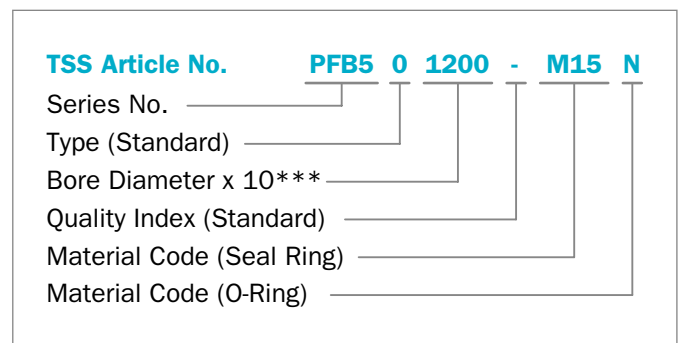 TSS Article No. PFB5 0 1200 - M15 N
Series No.
Type (Standard)
Bore Diameter x 10***
Quality Index (Standard)
Material Code (Seal Ring)
Material Code (O-Ring)